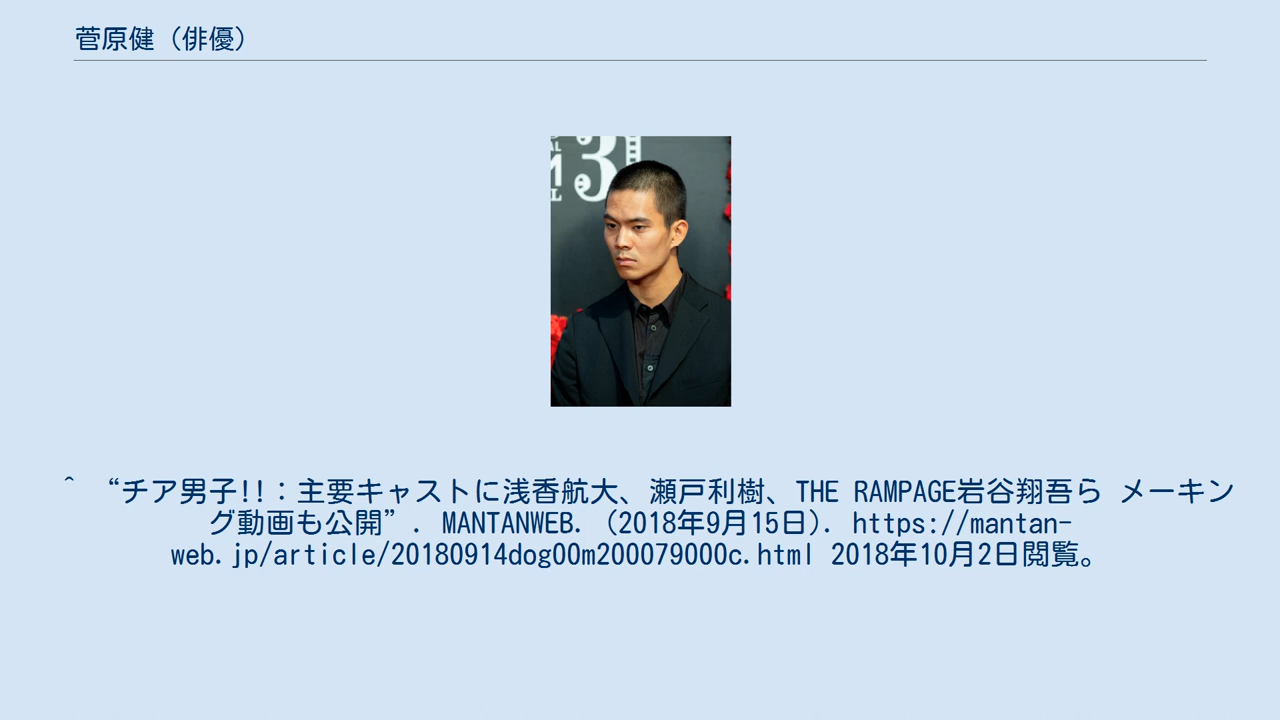 菅原健（俳優）
3
^ “チア男子!!：主要キャストに浅香航大、瀬戸利樹、THE RAMPAGE岩谷翔吾ら メーキン
グ動画も公開”. MANTANWEB. (2018年9月15日). https://mantan-
web.jp/article/20180914dog00m200079000c.html 2018年10月2日閲覧。